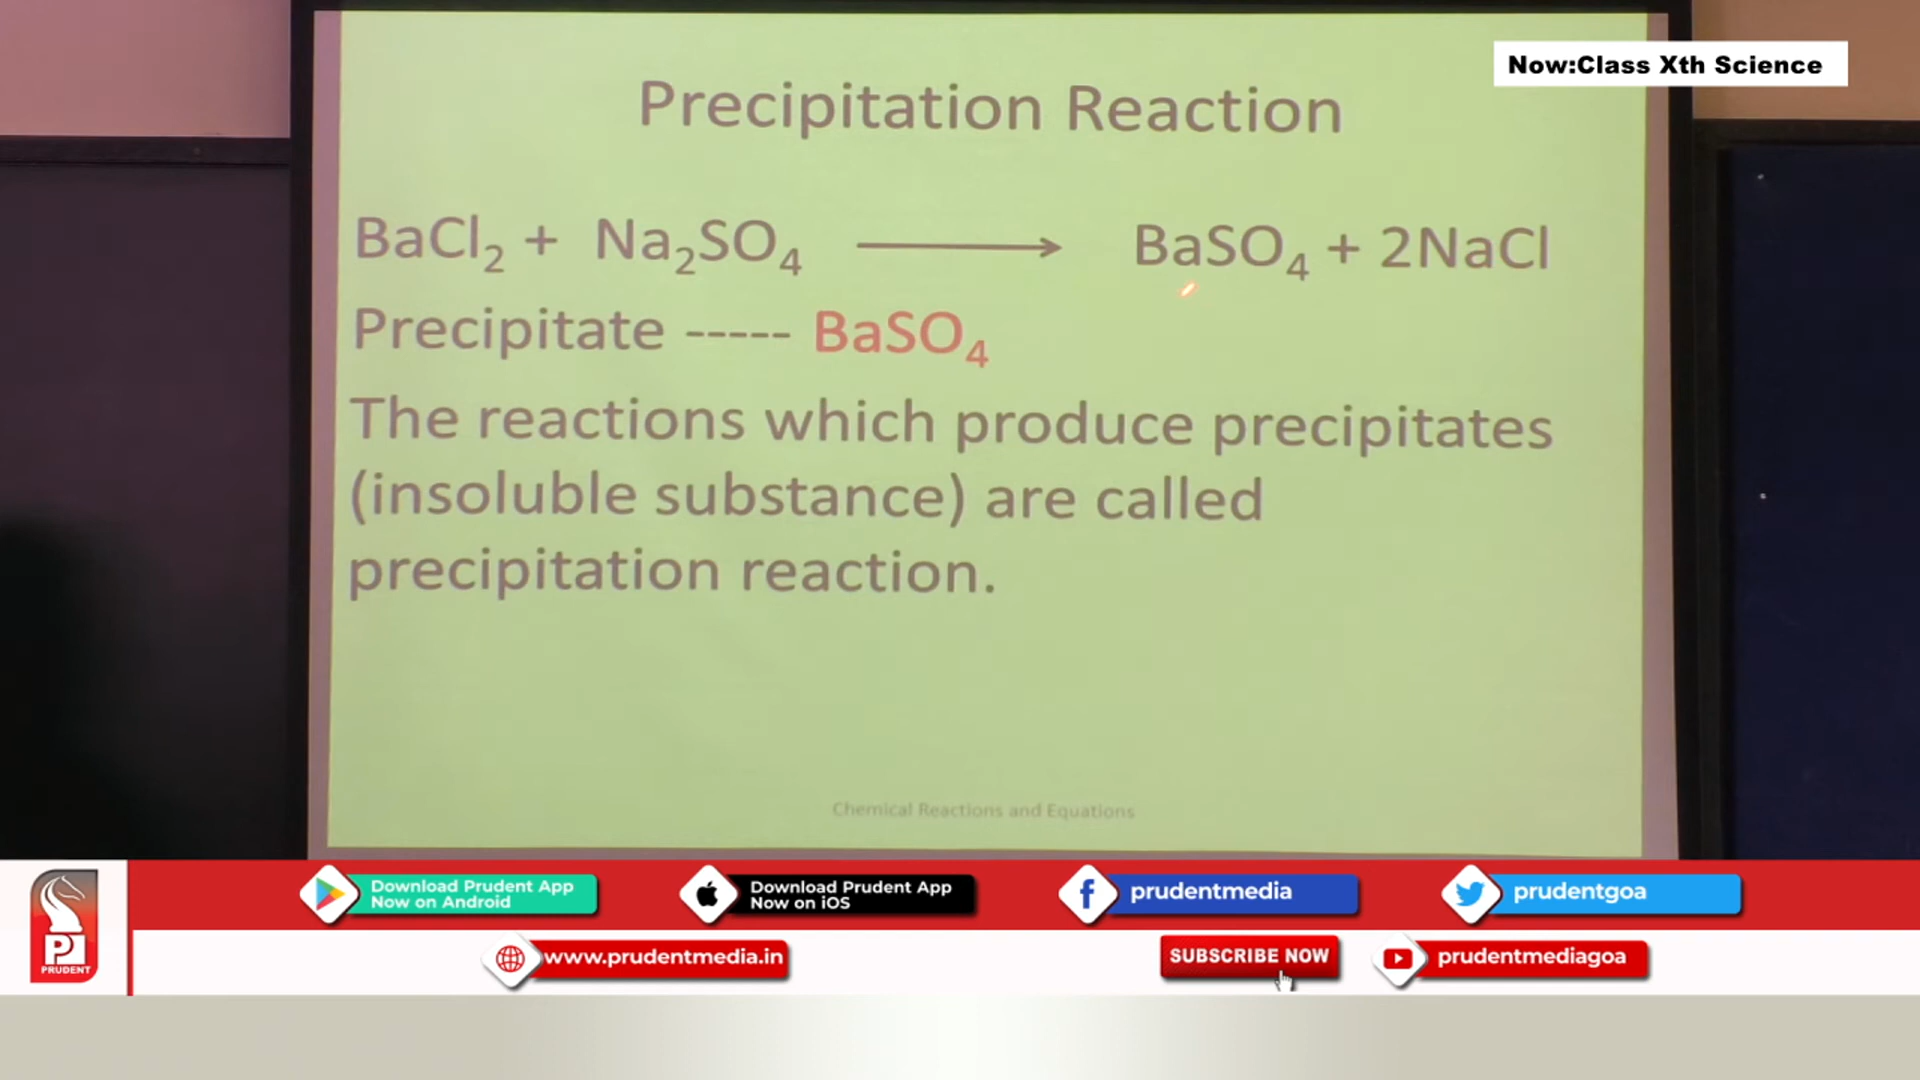 Now:Class Xth Science
Precipitation Reaction
BaCl₂ + Na₂SO₄ ⟶ BaSO₄ + 2NaCl
Precipitate ----- BaSO₄
The reactions which produce precipitates
(insoluble substance) are called
precipitation reaction.
Chemical Reactions and Equations
Download Prudent App
Now on Android
Download Prudent App
Now on iOS
prudentmedia
prudentgoa
PRUDENT
www.prudentmedia.in
SUBSCRIBE NOW
prudentmediagoa